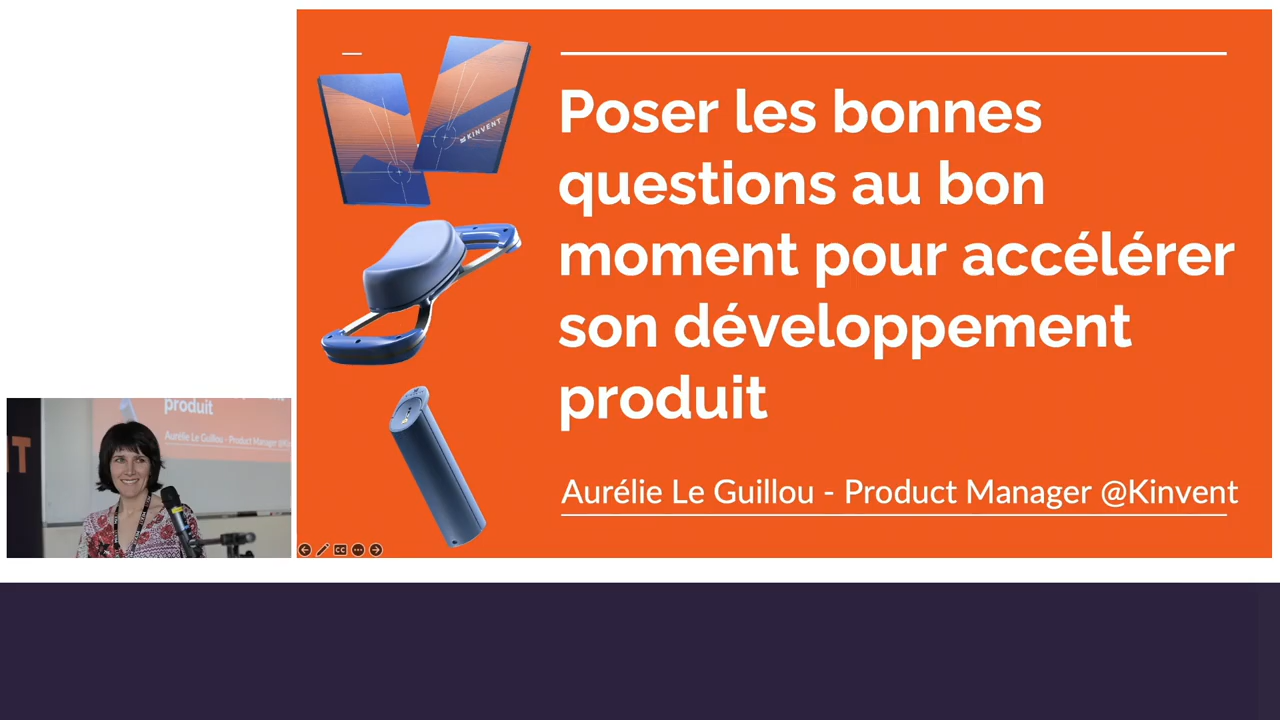 Poser les bonnes
questions au bon
moment pour accélérer
son développement
produit
Aurélie Le Guillou - Product Manager @Kinvent
KINVENT
CC
produit
Aurélie Le Guillou - Product Manager